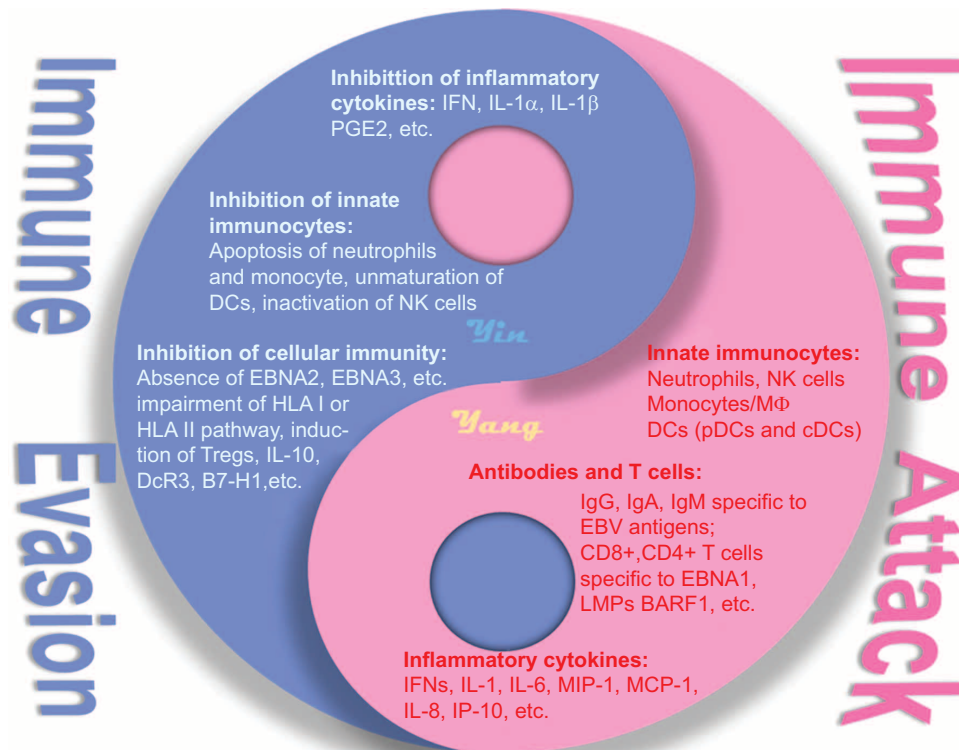 Immune Evasion
Inhibittion of inflammatory
cytokines: IFN, IL-1α, IL-1β
PGE2, etc.
Inhibition of innate
immunocytes:
Apoptosis of neutrophils
and monocyte, unmaturation of
DCs, inactivation of NK cells
Yin
Inhibition of cellular immunity:
Absence of EBNA2, EBNA3, etc.
impairment of HLA I or
HLA II pathway, induc-
tion of Tregs, IL-10,
DcR3, B7-H1,etc.
Immune Attack
Yang
Innate immunocytes:
Neutrophils, NK cells
Monocytes/MΦ
DCs (pDCs and cDCs)
Antibodies and T cells:
IgG, IgA, IgM specific to
EBV antigens;
CD8+,CD4+ T cells
specific to EBNA1,
LMPs BARF1, etc.
Inflammatory cytokines:
IFNs, IL-1, IL-6, MIP-1, MCP-1,
IL-8, IP-10, etc.